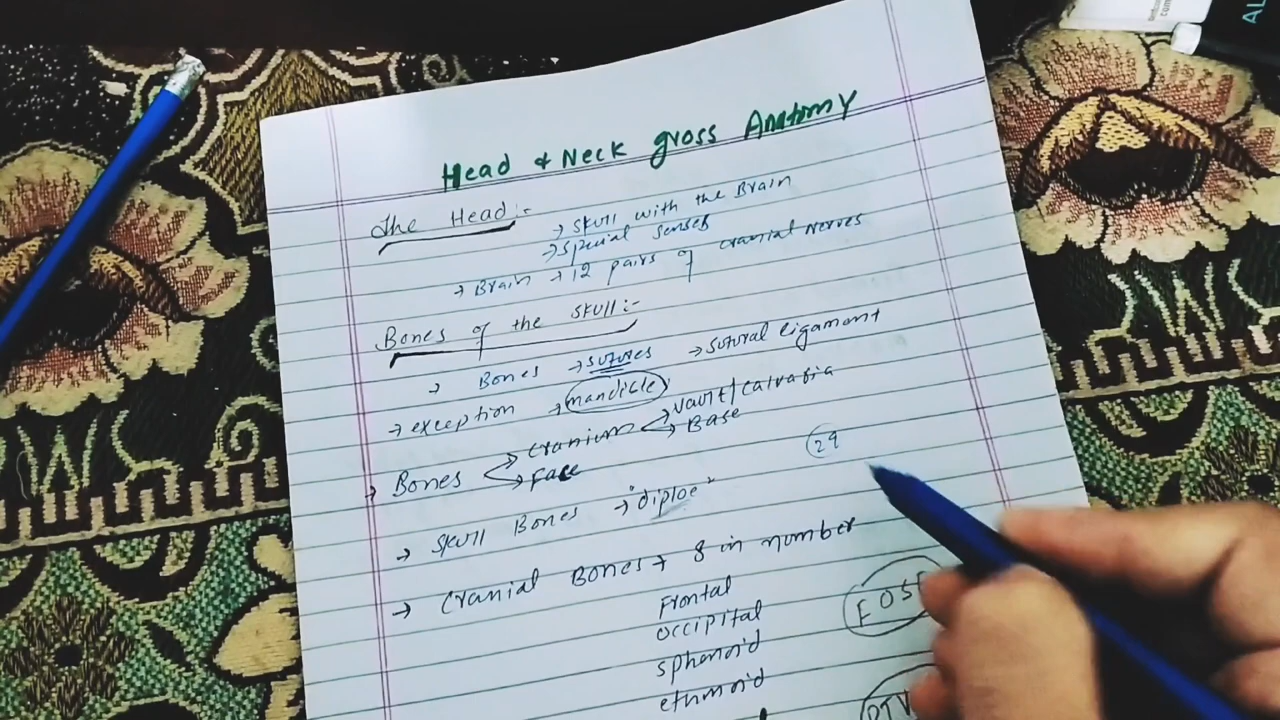 Head & Neck gross Anatomy
The Head:-
→ Skull with the Brain
→ special senses
→ Brain → 12 pairs of cranial nerves
Bones of the skull:-
→ Bones → sutures → sutural ligament
→ exception → mandible
→ Bones → cranium → vault/calvaria
→ Base
→ Face
29
→ Skull Bones → "diploe"
→ Cranial Bones → 8 in number
Frontal
occipital
sphenoid
ethmoid
FOSE